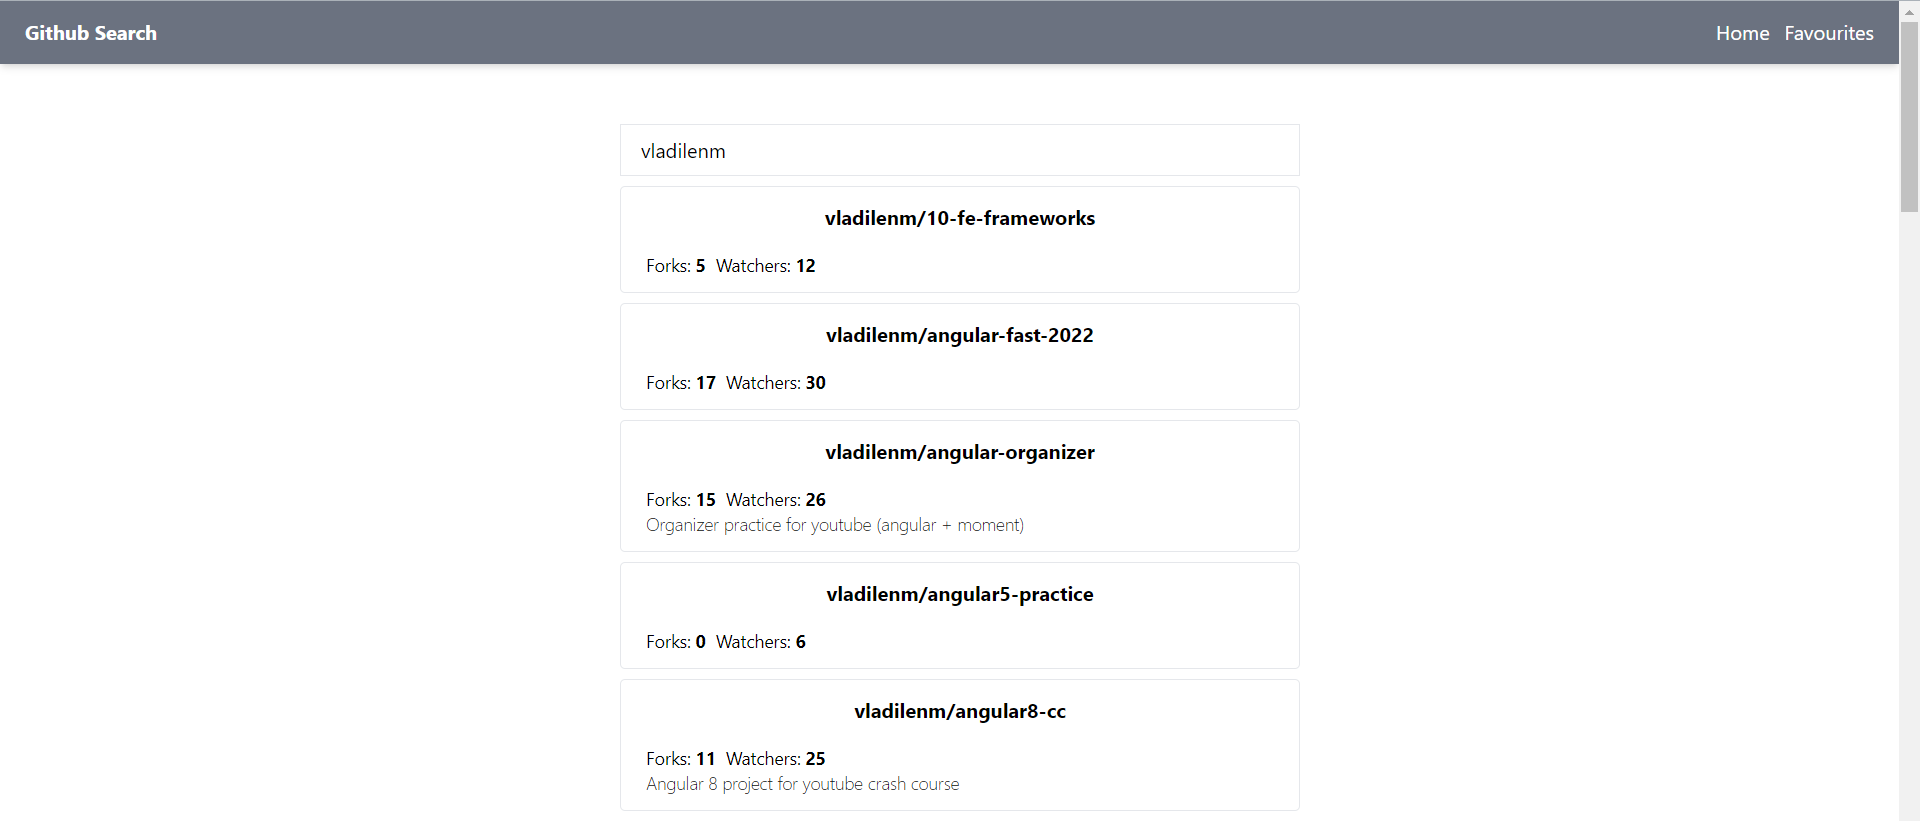 Github Search
Home Favourites
vladilenm
vladilenm/10-fe-frameworks
Forks: 5 Watchers: 12
vladilenm/angular-fast-2022
Forks: 17 Watchers: 30
vladilenm/angular-organizer
Forks: 15 Watchers: 26
Organizer practice for youtube (angular + moment)
vladilenm/angular5-practice
Forks: 0 Watchers: 6
vladilenm/angular8-cc
Forks: 11 Watchers: 25
Angular 8 project for youtube crash course